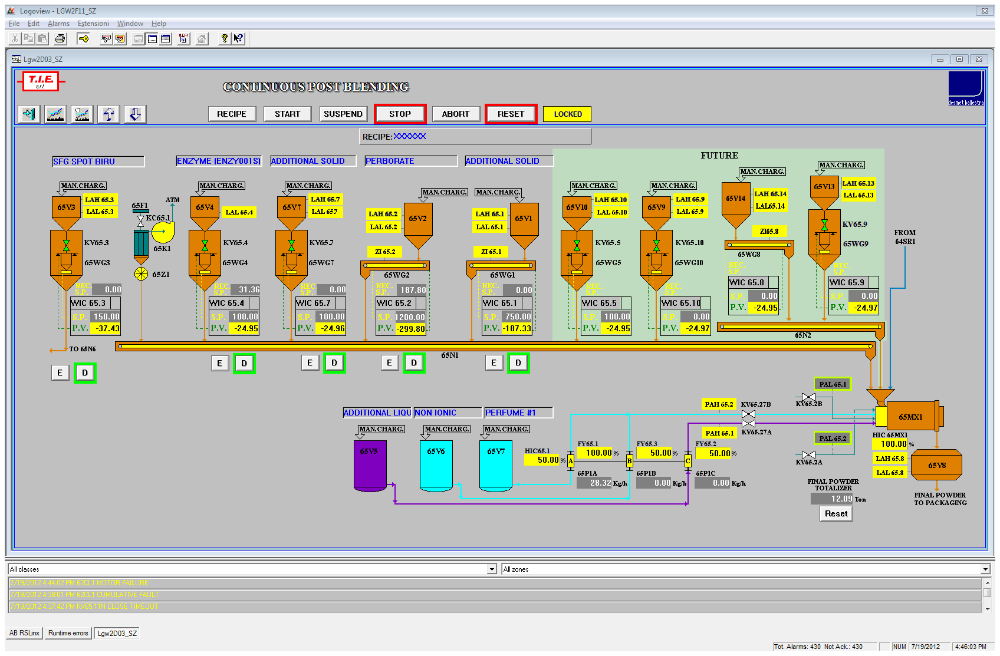 Logoview - LGW2F11_SZ
File Edit Alarms Estensioni Window Help
Lgw2D03_SZ
T.I.E.
s.r.l.
CONTINUOUS POST BLENDING
desmet ballestra
RECIPE START SUSPEND STOP ABORT RESET LOCKED
RECIPE:XXXXXX
FUTURE
SFG SPOT BIRU
ENZYME (ENZY001S)
ADDITIONAL SOLID
PERBORATE
ADDITIONAL SOLID
MAN.CHARG. MAN.CHARG. MAN.CHARG. MAN.CHARG. MAN.CHARG. MAN.CHARG. MAN.CHARG. MAN.CHARG. MAN.CHARG.
65V3 LAH 65.3
LAL 65.3
65F1 ATM
KC65.1
65K1
65Z1
65V4 LAL 65.4
65V7 LAH 65.7
LAL 65.7
LAH 65.2 65V2
LAL 65.2
LAH 65.1 65V1
LAL 65.1
65V10 LAH 65.10
LAL 65.10
65V9 LAH 65.9
LAL 65.9
65V14 LAH 65.14
LAL65.14
65V13 LAH 65.13
LAL 65.13
KV65.3
65WG3
KV65.4
65WG4
KV65.7
65WG7
ZI 65.2
65WG2
ZI 65.1
65WG1
KV65.5
65WG5
KV65.10
65WG10
ZI65.8
65WG8
KV65.9
65WG9
FROM
64SR1
REC.
S.P. 0.00
WIC 65.3
S.P. 150.00
P.V. -37.43
REC.
S.P. 31.36
WIC 65.4
S.P. 100.00
P.V. -24.95
REC.
S.P. 0.00
WIC 65.7
S.P. 100.00
P.V. -24.96
REC.
S.P. 187.80
WIC 65.2
S.P. 1200.00
P.V. -299.80
REC.
S.P. 0.00
WIC 65.1
S.P. 750.00
P.V. -187.33
WIC 65.5
S.P. 100.00
P.V. -24.95
WIC 65.10
S.P. 0.00
P.V. -24.97
REC.
S.P.
WIC 65.8
S.P. 0.00
P.V. -24.95
REC.
S.P.
WIC 65.9
S.P. 0.00
P.V. -24.97
65N2
TO 65N6
65N1
E D
E D
E D
E D
E D
PAL 65.1
KV65.2B
PAH 65.2 KV65.27B
PAH 65.1 KV65.27A
PAL 65.2
KV65.2A
65MX1
HIC 65MX1
100.00 %
LAH 65.8
LAL 65.8
65V8
ADDITIONAL LIQU NON IONIC PERFUME #1
MAN.CHARG. MAN.CHARG. MAN.CHARG.
65V5 65V6 65V7
HIC65.1
50.00 %
FY65.1
100.00 %
FY65.3
50.00 %
FY65.2
50.00 %
A B C
65P1A
28.32 Kg/h
65P1B
0.00 Kg/h
65P1C
0.00 Kg/h
FINAL POWDER
TOTALIZER
12.09 Ton
Reset
FINAL POWDER
TO PACKAGING
All classes All zones
7/19/2012 4:44:02 PM 62CL1 MOTOR FAILURE
7/19/2012 4:38:01 PM 62CL1 CUMULATIVE FAULT
7/19/2012 4:37:42 PM KV65.11N CLOSE TIMEOUT
AB RSLinx Runtime errors Lgw2D03_SZ
Tot. Alarms: 430 Not Ack.: 430 NUM 7/19/2012 4:46:03 PM